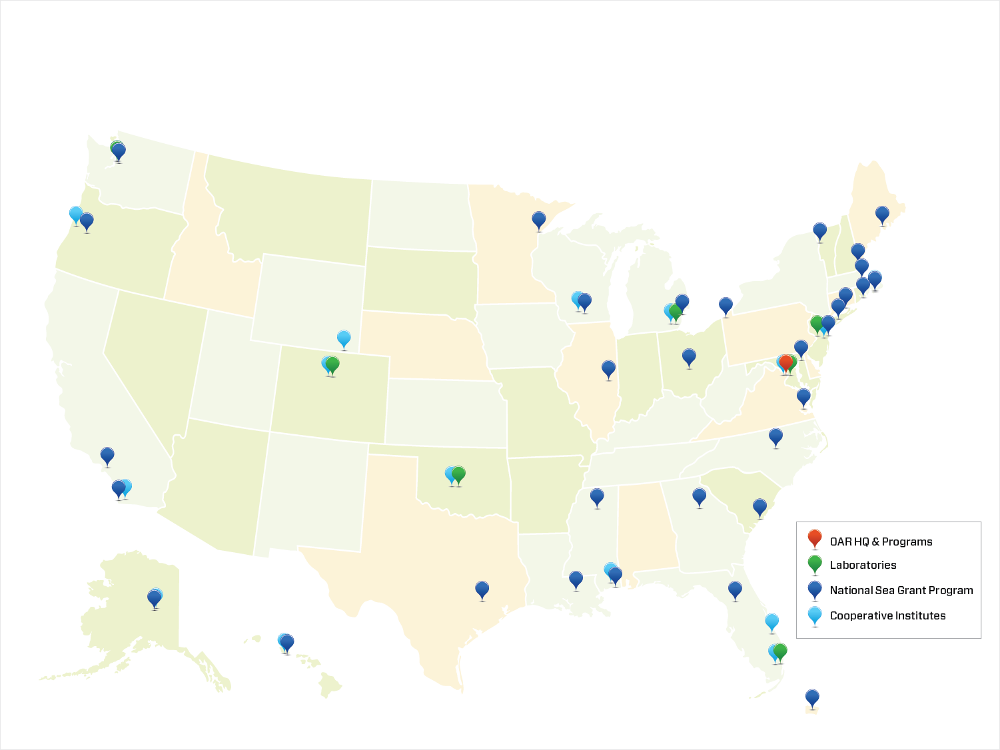 OAR HQ & Programs
Laboratories
National Sea Grant Program
Cooperative Institutes